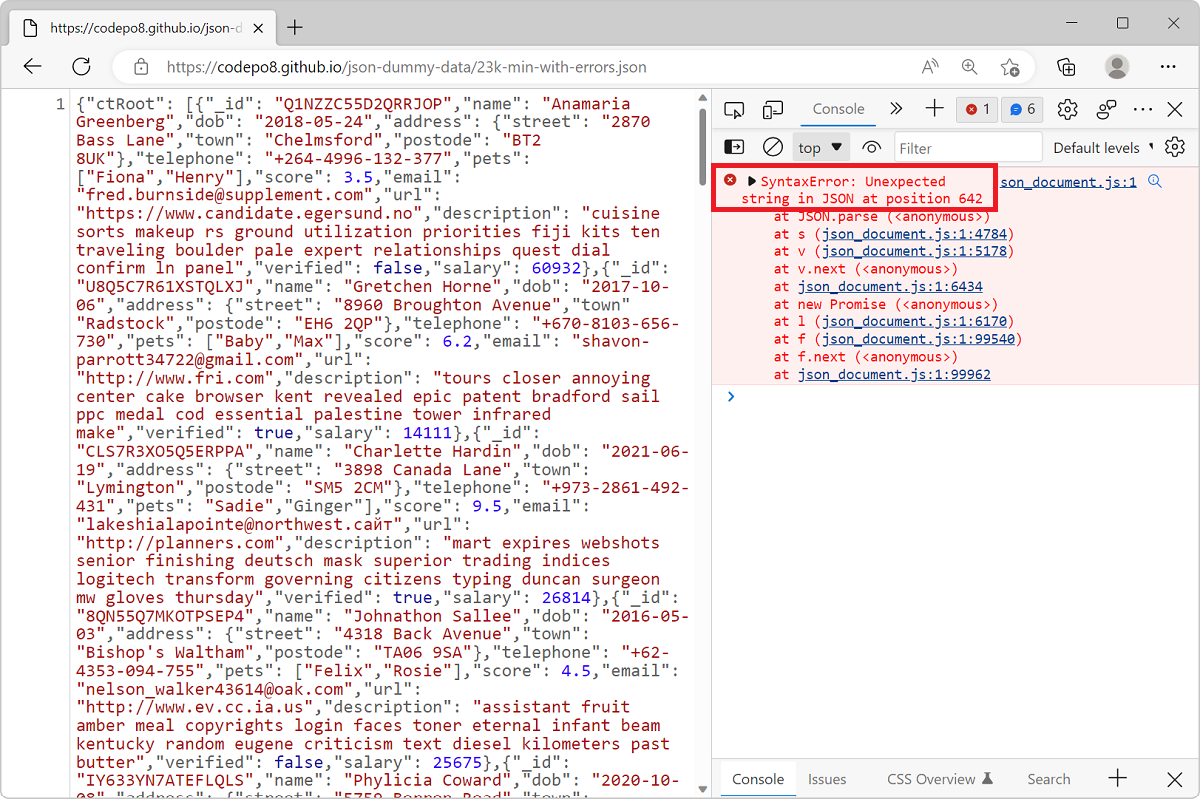 https://codepo8.github.io/json-d
https://codepo8.github.io/json-dummy-data/23k-min-with-errors.json
1 {"ctRoot": [{"_id": "Q1NZZC55D2QRRJOP","name": "Anamaria
Greenberg","dob": "2018-05-24","address": {"street": "2870
Bass Lane","town": "Chelmsford","postode": "BT2
8UK"},"telephone": "+264-4996-132-377","pets":
["Fiona","Henry"],"score": 3.5,"email":
"fred.burnside@supplement.com","url":
"https://www.candidate.egersund.no","description": "cuisine
sorts makeup rs ground utilization priorities fiji kits ten
traveling boulder pale expert relationships quest dial
confirm ln panel","verified": false,"salary": 60932},{"_id":
"U8Q5C7R61XSTQLXJ","name": "Gretchen Horne","dob": "2017-10-
06","address": {"street": "8960 Broughton Avenue","town"
"Radstock","postode": "EH6 2QP"},"telephone": "+670-8103-656-
730","pets": ["Baby","Max"],"score": 6.2,"email": "shavon-
parrott34722@gmail.com","url":
"http://www.fri.com","description": "tours closer annoying
center cake browser kent revealed epic patent bradford sail
ppc medal cod essential palestine tower infrared
make","verified": true,"salary": 14111},{"_id":
"CLS7R3XO5Q5ERPPA","name": "Charlette Hardin","dob": "2021-06-
19","address": {"street": "3898 Canada Lane","town":
"Lymington","postode": "SM5 2CM"},"telephone": "+973-2861-492-
431","pets": "Sadie","Ginger"],"score": 9.5,"email":
"lakeshialapointe@northwest.сайт","url":
"http://planners.com","description": "mart expires webshots
senior finishing deutsch mask superior trading indices
logitech transform governing citizens typing duncan surgeon
mw gloves thursday","verified": true,"salary": 26814},{"_id":
"8QN55Q7MKOTPSEP4","name": "Johnathon Sallee","dob": "2016-05-
03","address": {"street": "4318 Back Avenue","town":
"Bishop's Waltham","postode": "TA06 9SA"},"telephone": "+62-
4353-094-755","pets": ["Felix","Rosie"],"score": 4.5,"email":
"nelson_walker43614@oak.com","url":
"http://www.ev.cc.ia.us","description": "assistant fruit
amber meal copyrights login faces toner eternal infant beam
kentucky random eugene criticism text diesel kilometers past
butter","verified": false,"salary": 25675},{"_id":
"IY633YN7ATEFLQLS","name": "Phylicia Coward","dob": "2020-10-
Console 1 6
top Filter Default levels
SyntaxError: Unexpected son_document.js:1
string in JSON at position 642
at JSON.parse (<anonymous>)
at s (json_document.js:1:4784)
at v (json_document.js:1:5178)
at v.next (<anonymous>)
at json_document.js:1:6434
at new Promise (<anonymous>)
at l (json_document.js:1:6170)
at f (json_document.js:1:99540)
at f.next (<anonymous>)
at json_document.js:1:99962
Console Issues CSS Overview Search